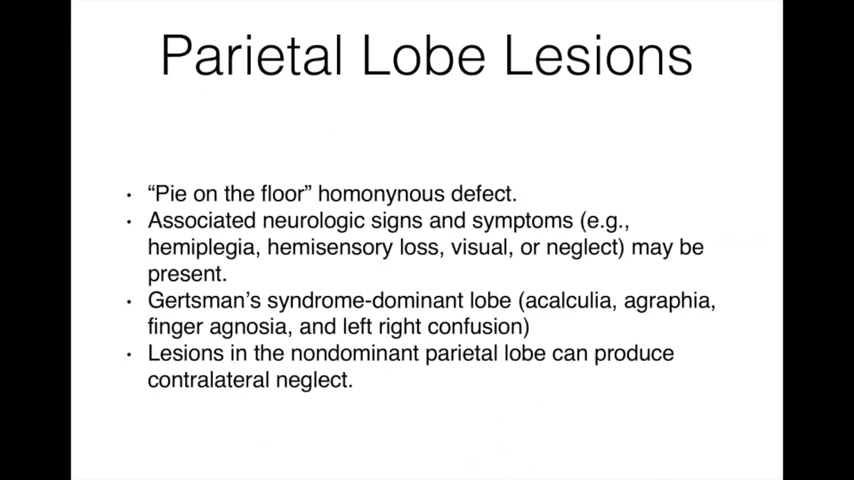 Parietal Lobe Lesions
• “Pie on the floor” homonynous defect.
• Associated neurologic signs and symptoms (e.g.,
hemiplegia, hemisensory loss, visual, or neglect) may be
present.
• Gertsman’s syndrome-dominant lobe (acalculia, agraphia,
finger agnosia, and left right confusion)
• Lesions in the nondominant parietal lobe can produce
contralateral neglect.